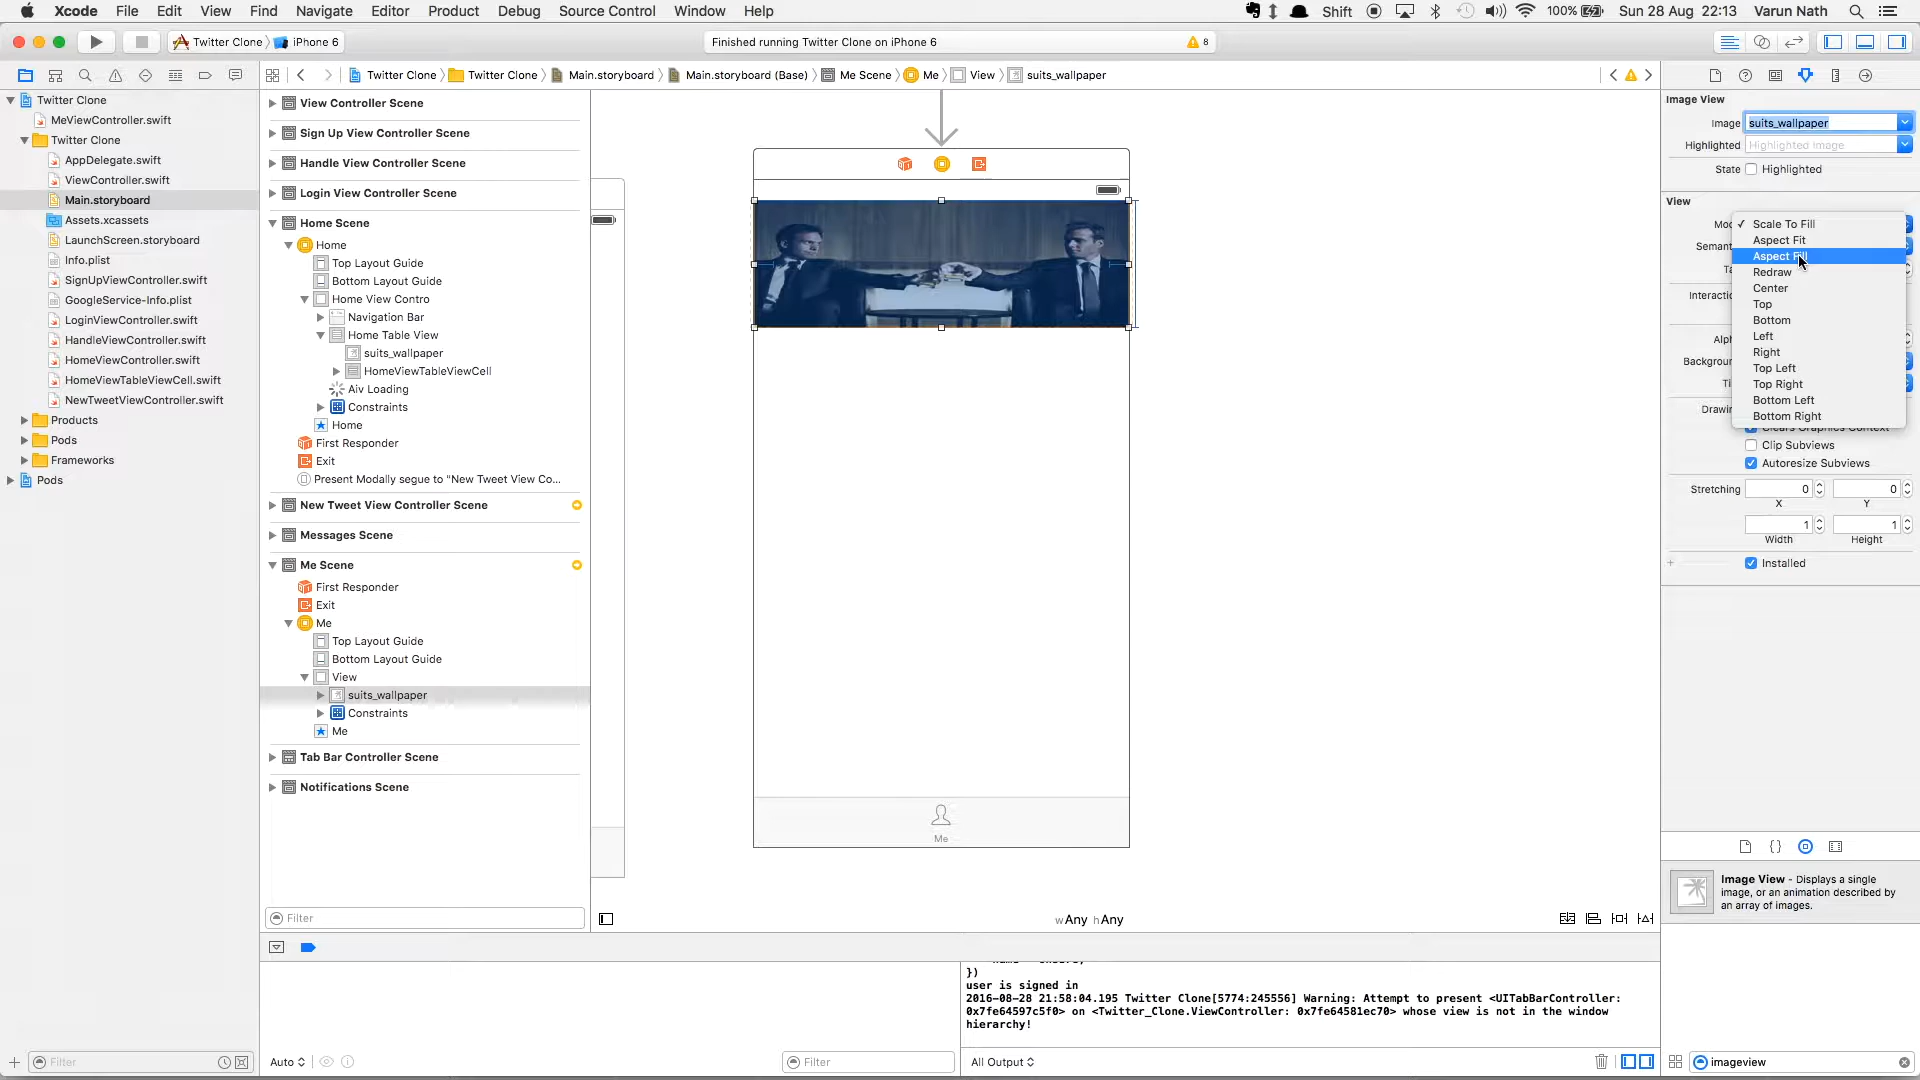 Xcode File Edit View Find Navigate Editor Product Debug Source Control Window Help
Shift 100% Sun 28 Aug 22:13 Varun Nath
Twitter Clone iPhone 6
Finished running Twitter Clone on iPhone 6
8
Twitter Clone Twitter Clone Main.storyboard Main.storyboard (Base) Me Scene Me View suits_wallpaper
Twitter Clone
MeViewController.swift
Twitter Clone
AppDelegate.swift
ViewController.swift
Main.storyboard
Assets.xcassets
LaunchScreen.storyboard
Info.plist
SignUpViewController.swift
GoogleService-Info.plist
LoginViewController.swift
HandleViewController.swift
HomeViewController.swift
HomeViewTableViewCell.swift
NewTweetViewController.swift
Products
Pods
Frameworks
Pods
Filter
View Controller Scene
Sign Up View Controller Scene
Handle View Controller Scene
Login View Controller Scene
Home Scene
Home
Top Layout Guide
Bottom Layout Guide
Home View Contro
Navigation Bar
Home Table View
suits_wallpaper
HomeViewTableViewCell
Aiv Loading
Constraints
Home
First Responder
Exit
Present Modally segue to "New Tweet View Co...
New Tweet View Controller Scene
Messages Scene
Me Scene
First Responder
Exit
Me
Top Layout Guide
Bottom Layout Guide
View
suits_wallpaper
Constraints
Me
Tab Bar Controller Scene
Notifications Scene
Filter
Me
wAny hAny
Auto
Filter
})
user is signed in
2016-08-28 21:58:04.195 Twitter Clone[5774:245556] Warning: Attempt to present <UITabBarController:
0x7fe64597c5f0> on <Twitter_Clone.ViewController: 0x7fe64581ec70> whose view is not in the window
hierarchy!
All Output
Image View
Image suits_wallpaper
Highlighted Highlighted Image
State Highlighted
View
Mod
Scale To Fill
Aspect Fit
Aspect Fill
Redraw
Center
Top
Bottom
Left
Right
Top Left
Top Right
Bottom Left
Bottom Right
Semant
Ta
Interactio
Alph
Backgroun
Ti
Drawin
Clears Graphics Context
Clip Subviews
Autoresize Subviews
Stretching 0 0
X Y
1 1
Width Height
Installed
Image View - Displays a single
image, or an animation described by
an array of images.
imageview